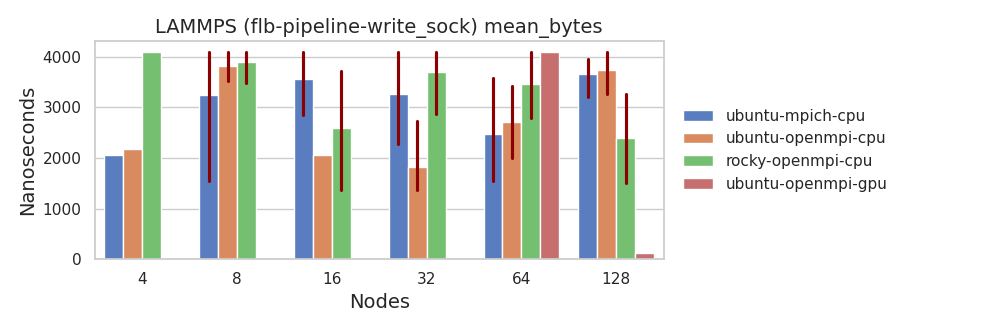 LAMMPS (flb-pipeline-write_sock) mean_bytes
Nanoseconds
4000
3000
2000
1000
0
4 8 16 32 64 128
Nodes
ubuntu-mpich-cpu
ubuntu-openmpi-cpu
rocky-openmpi-cpu
ubuntu-openmpi-gpu